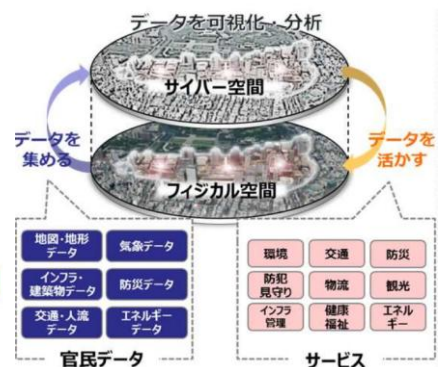 データを可視化・分析
サイバー空間
データを
集める
データを
活かす
フィジカル空間
地図・地形
データ
気象データ
インフラ・
建築物データ
防災データ
交通・人流
データ
エネルギー
データ
官民データ
環境
交通
防災
防犯
見守り
物流
観光
インフラ
管理
健康
福祉
エネル
ギー
サービス